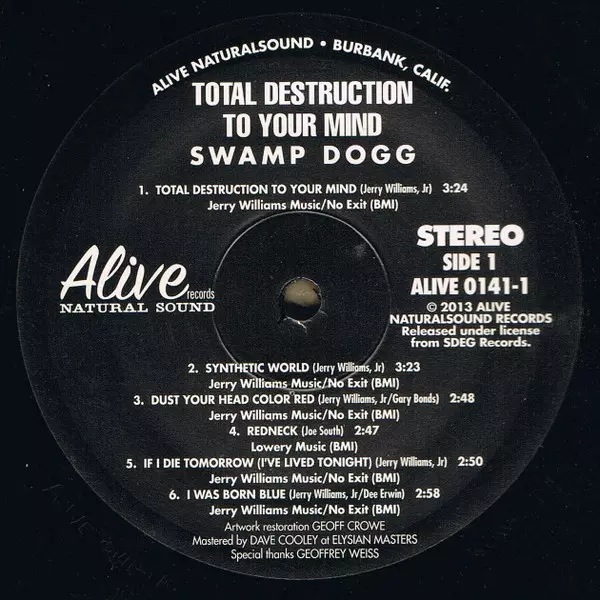 ALIVE NATURALSOUND • BURBANK, CALIF.
TOTAL DESTRUCTION
TO YOUR MIND
SWAMP DOGG
1. TOTAL DESTRUCTION TO YOUR MIND (Jerry Williams, Jr) 3:24
Jerry Williams Music/No Exit (BMI)
Alive records
NATURAL SOUND
STEREO
SIDE 1
ALIVE 0141-1
© 2013 ALIVE
NATURALSOUND RECORDS
Released under license
from SDEG Records.
2. SYNTHETIC WORLD (Jerry Williams, Jr) 3:23
Jerry Williams Music/No Exit (BMI)
3. DUST YOUR HEAD COLOR RED (Jerry Williams, Jr/Gary Bonds) 2:48
Jerry Williams Music/No Exit (BMI)
4. REDNECK (Joe South) 2:47
Lowery Music (BMI)
5. IF I DIE TOMORROW (I'VE LIVED TONIGHT) (Jerry Williams, Jr) 2:50
Jerry Williams Music/No Exit (BMI)
6. I WAS BORN BLUE (Jerry Williams, Jr/Dee Erwin) 2:58
Jerry Williams Music/No Exit (BMI)
Artwork restoration GEOFF CROWE
Mastered by DAVE COOLEY at ELYSIAN MASTERS
Special thanks GEOFFREY WEISS